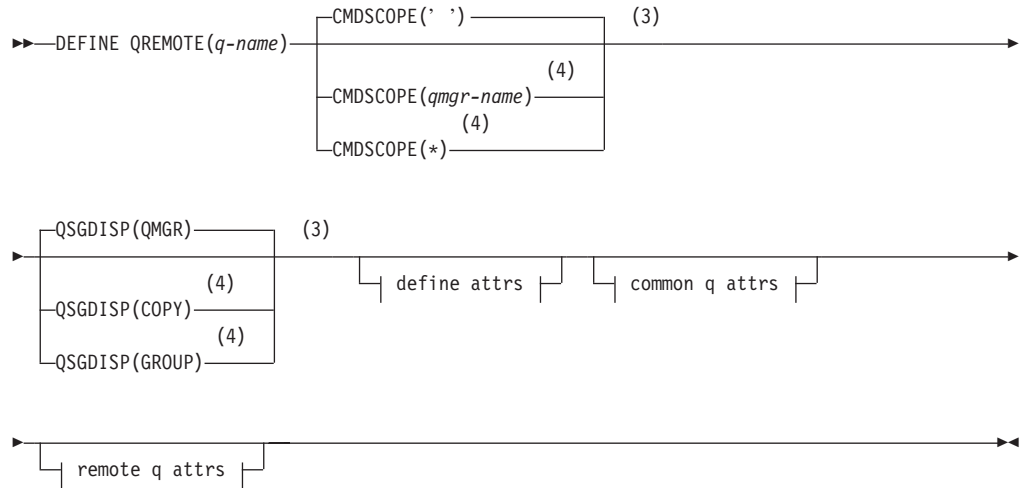 CMDSCOPE(’ ’) (3)
DEFINE QREMOTE(q-name)
(4)
CMDSCOPE(qmgr-name)
(4)
CMDSCOPE(*)
QSGDISP(QMGR) (3)
define attrs common q attrs
(4)
QSGDISP(COPY)
(4)
QSGDISP(GROUP)
remote q attrs